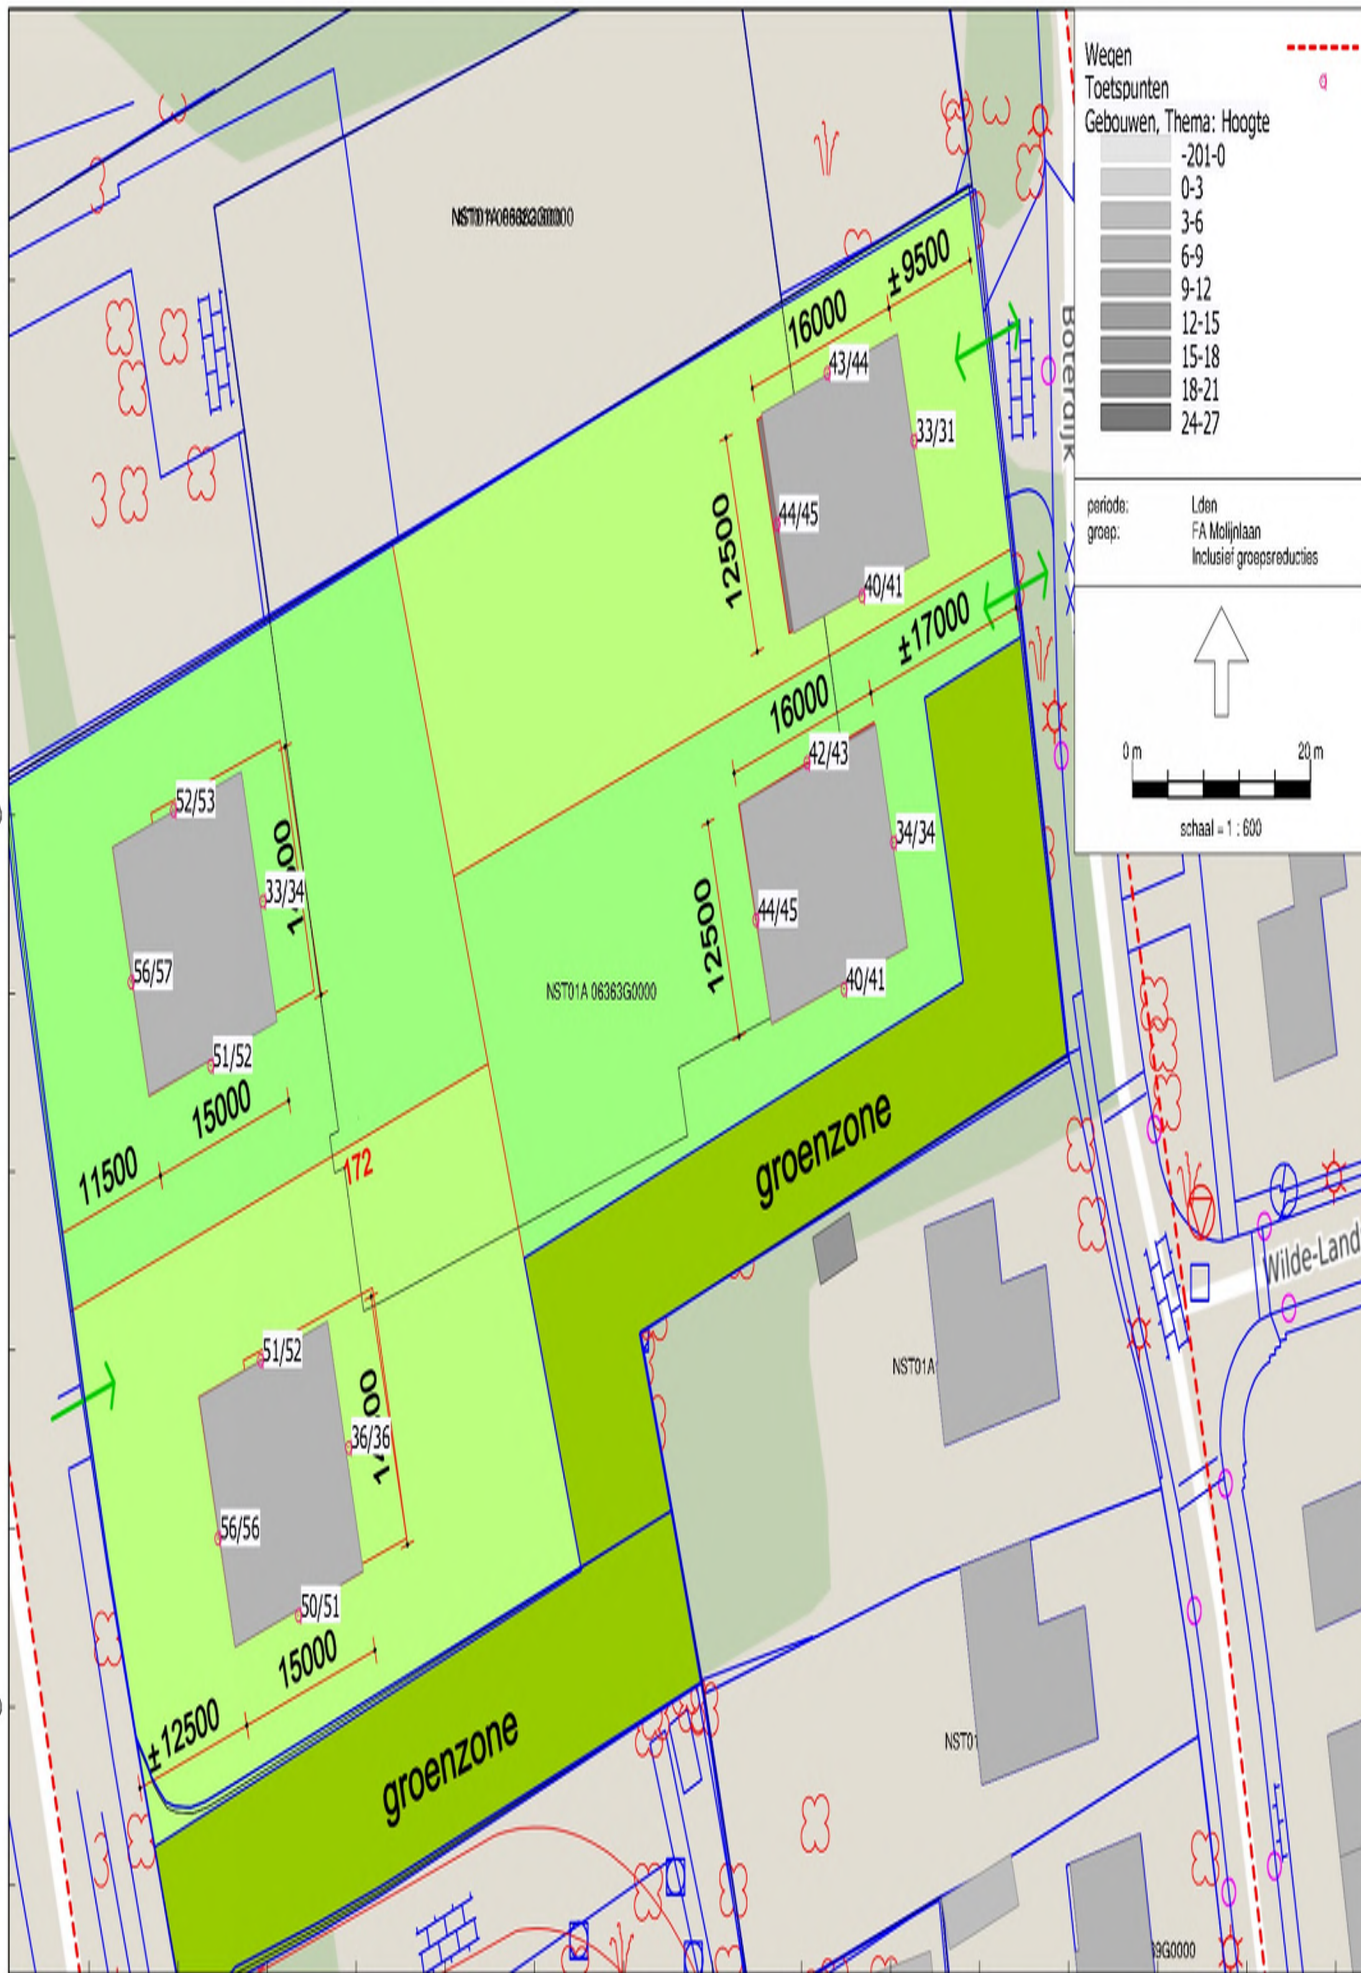 Wegen
Toetspunten
Gebouwen, Thema: Hoogte
-201-0
0-3
3-6
6-9
9-12
12-15
15-18
18-21
24-27
periode: Lden
groep: FA Molijnlaan
Inclusief groepsreducties
0 m 20 m
schaal = 1 : 600
Boterdijk
±9500
16000
43/44
33/31
44/45
12500
40/41
±17000
16000
42/43
34/34
44/45
12500
40/41
NST01A 06363G0000
52/53
33/34
56/57
51/52
15000
11500
172
groenzone
Wilde-Land
51/52
36/36
56/56
50/51
15000
±12500
groenzone
NST01A
NST01
9G0000